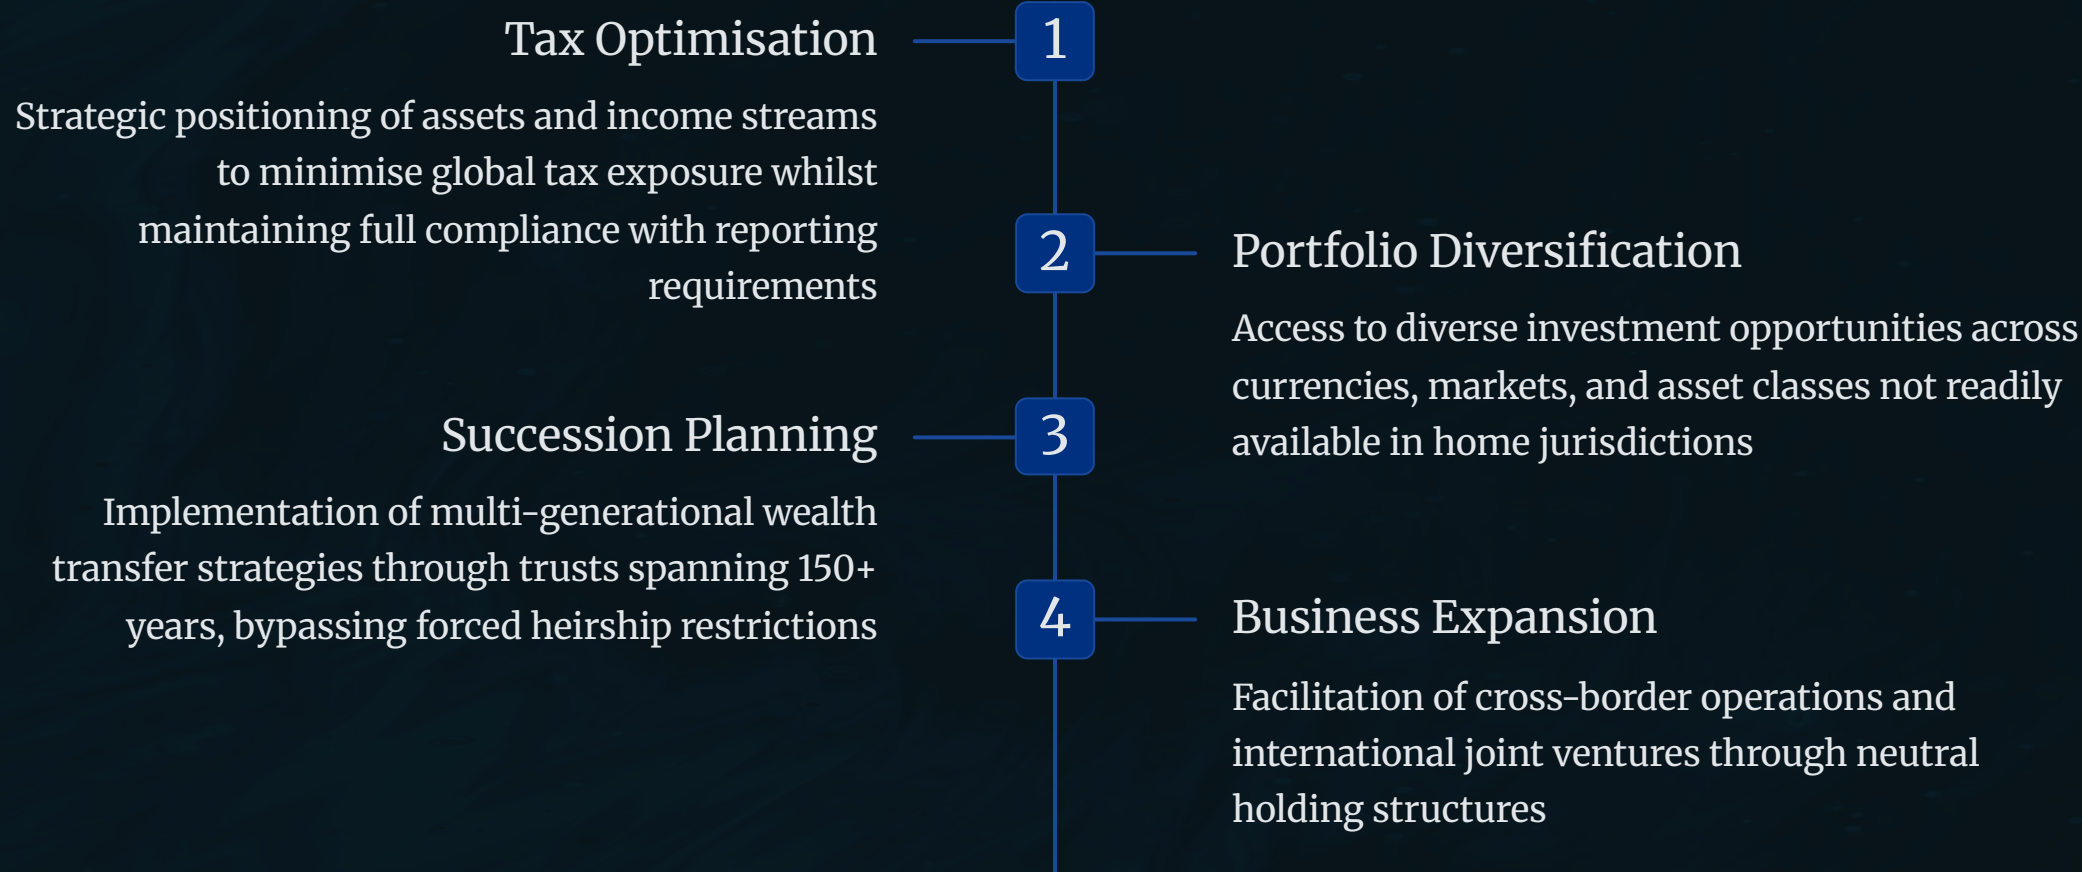 1
Tax Optimisation
Strategic positioning of assets and income streams
to minimise global tax exposure whilst
maintaining full compliance with reporting
requirements
2
Portfolio Diversification
Access to diverse investment opportunities across
currencies, markets, and asset classes not readily
available in home jurisdictions
3
Succession Planning
Implementation of multi-generational wealth
transfer strategies through trusts spanning 150+
years, bypassing forced heirship restrictions
4
Business Expansion
Facilitation of cross-border operations and
international joint ventures through neutral
holding structures